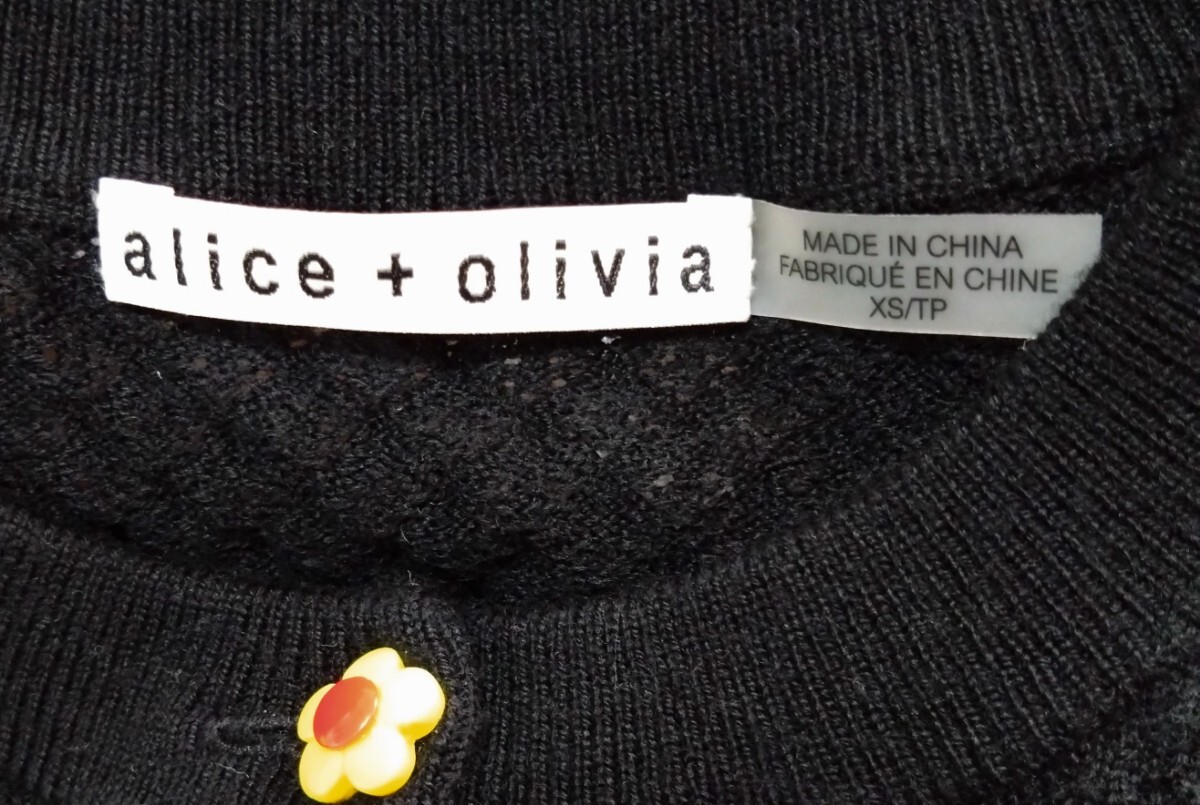 alice + olivia
MADE IN CHINA
FABRIQUÉ EN CHINE
XS/TP